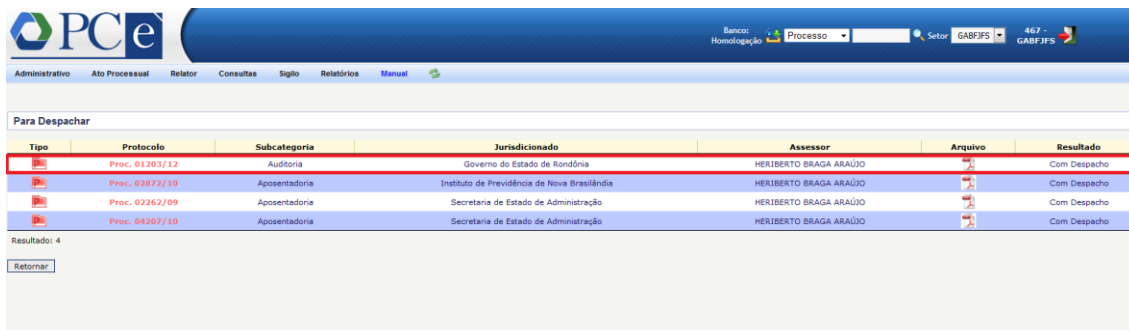 PCe
Banco: Homologação Processo Setor GABFJFS 467 - GABFJFS
Administrativo Ato Processual Relator Consultas Sigilo Relatórios Manual
Para Despachar
Tipo Protocolo Subcategoria Jurisdicionado Assessor Arquivo Resultado
Proc. 01203/12 Auditoria Governo do Estado de Rondônia HERIBERTO BRAGA ARAÚJO Com Despacho
Proc. 02872/10 Aposentadoria Instituto de Previdência de Nova Brasilândia HERIBERTO BRAGA ARAÚJO Com Despacho
Proc. 02262/09 Aposentadoria Secretaria de Estado de Administração HERIBERTO BRAGA ARAÚJO Com Despacho
Proc. 04207/10 Aposentadoria Secretaria de Estado de Administração HERIBERTO BRAGA ARAÚJO Com Despacho
Resultado: 4
Retornar